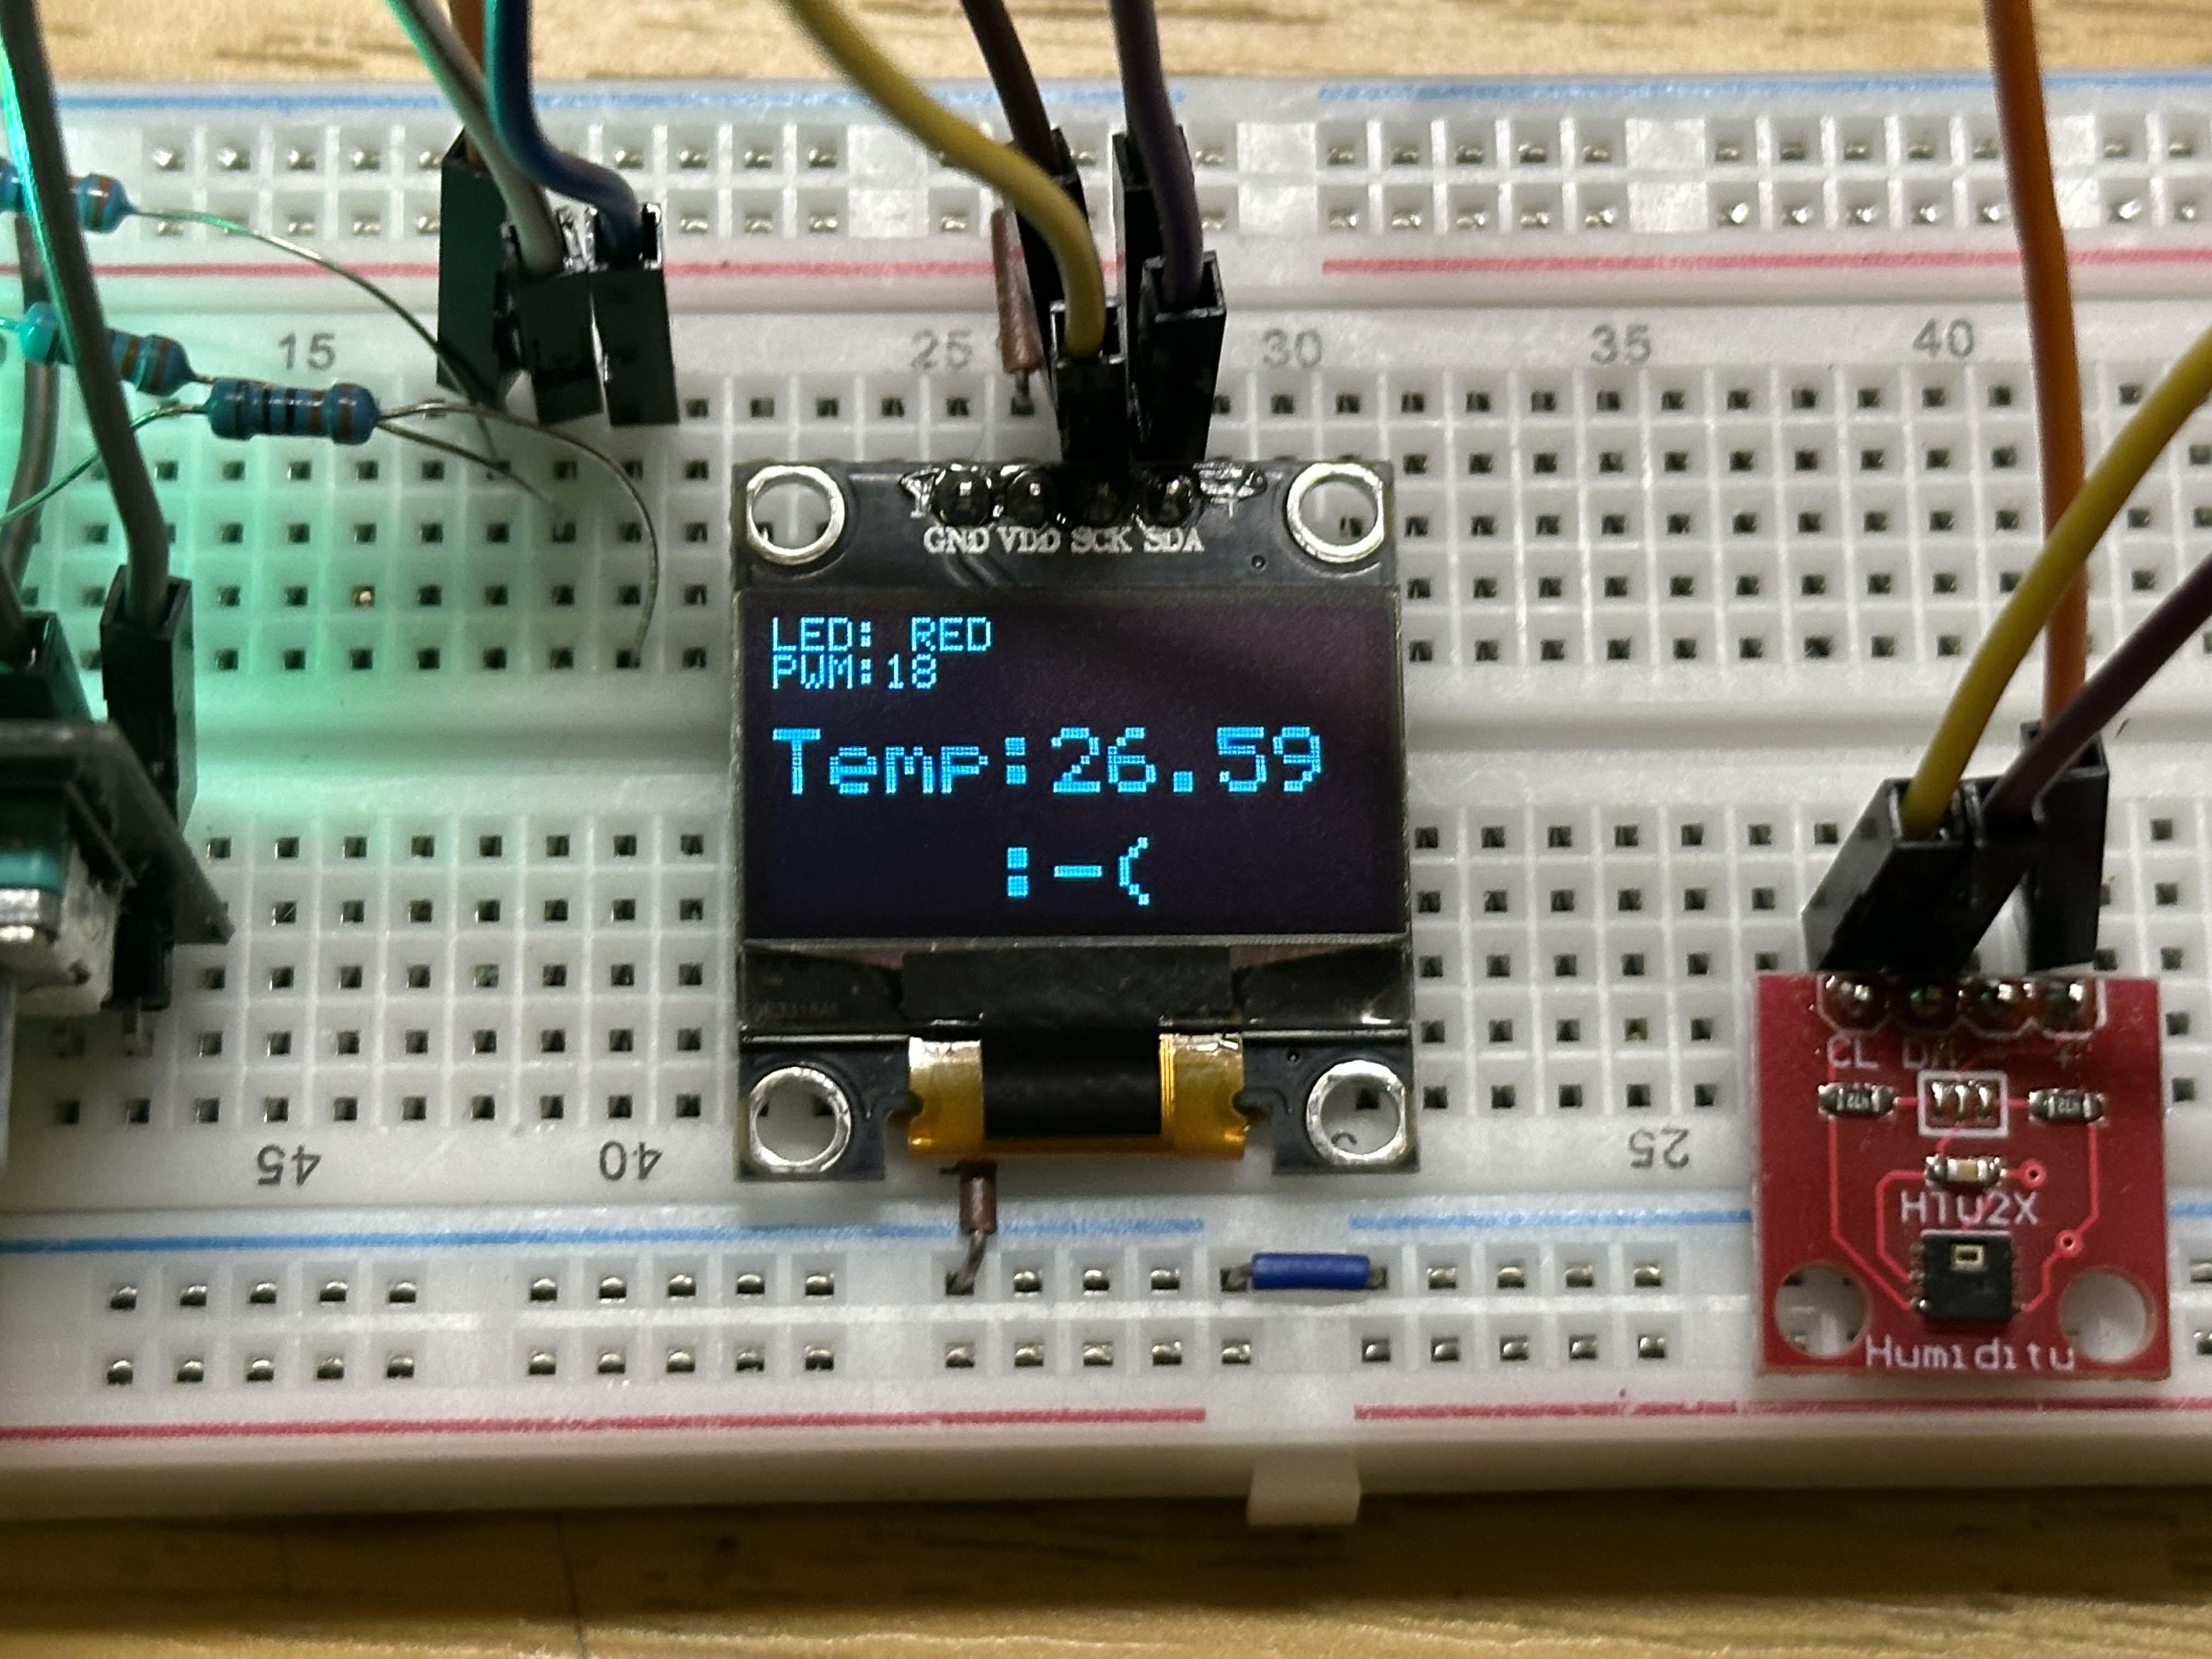 15
25
30
35
40
GND VDD SCK SDA
LED: RED
PWM:18
Temp:26.59
:-(
CL DA - +
45
40
25
HTU2X
Humidity